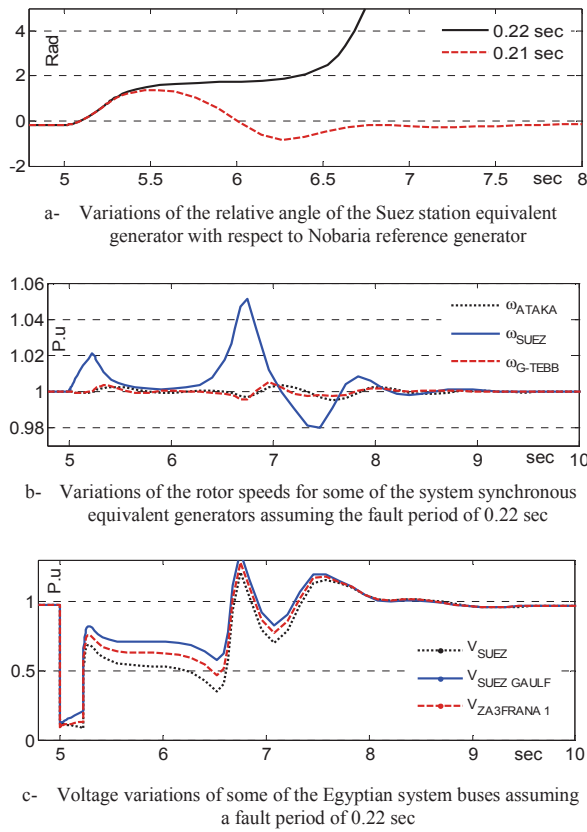 4
2
0
-2
Rad
0.22 sec
0.21 sec
5
5.5
6
6.5
7
7.5
sec
8
a- Variations of the relative angle of the Suez station equivalent
generator with respect to Nobaria reference generator
1.06
1.04
1.02
1
0.98
P.u
ωATAKA
ωSUEZ
ωG-TEBB
5
6
7
8
9
sec
10
b- Variations of the rotor speeds for some of the system synchronous
equivalent generators assuming the fault period of 0.22 sec
1
0.5
0
P.u
VSUEZ
VSUEZ GAULF
VZA3FRANA 1
5
6
7
8
9
sec
10
c- Voltage variations of some of the Egyptian system buses assuming
a fault period of 0.22 sec